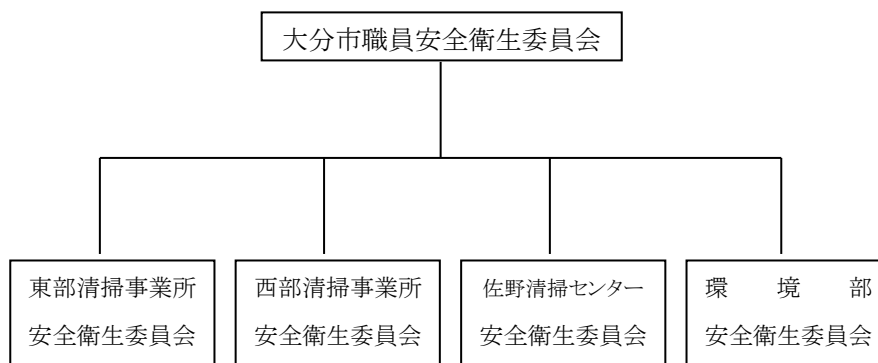 大分市職員安全衛生委員会
東部清掃事業所
安全衛生委員会
西部清掃事業所
安全衛生委員会
佐野清掃センター
安全衛生委員会
環境部
安全衛生委員会